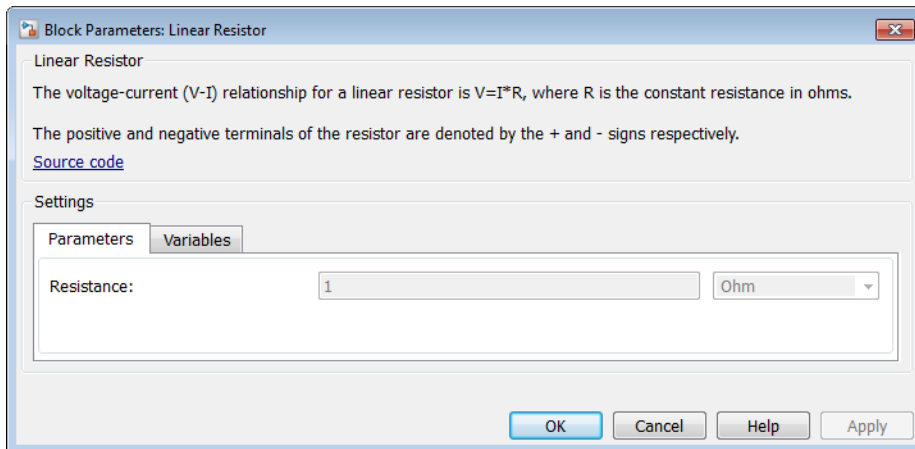 Block Parameters: Linear Resistor
Linear Resistor
The voltage-current (V-I) relationship for a linear resistor is V=I*R, where R is the constant resistance in ohms.
The positive and negative terminals of the resistor are denoted by the + and - signs respectively.
Source code
Settings
Parameters Variables
Resistance: 1 Ohm
OK Cancel Help Apply